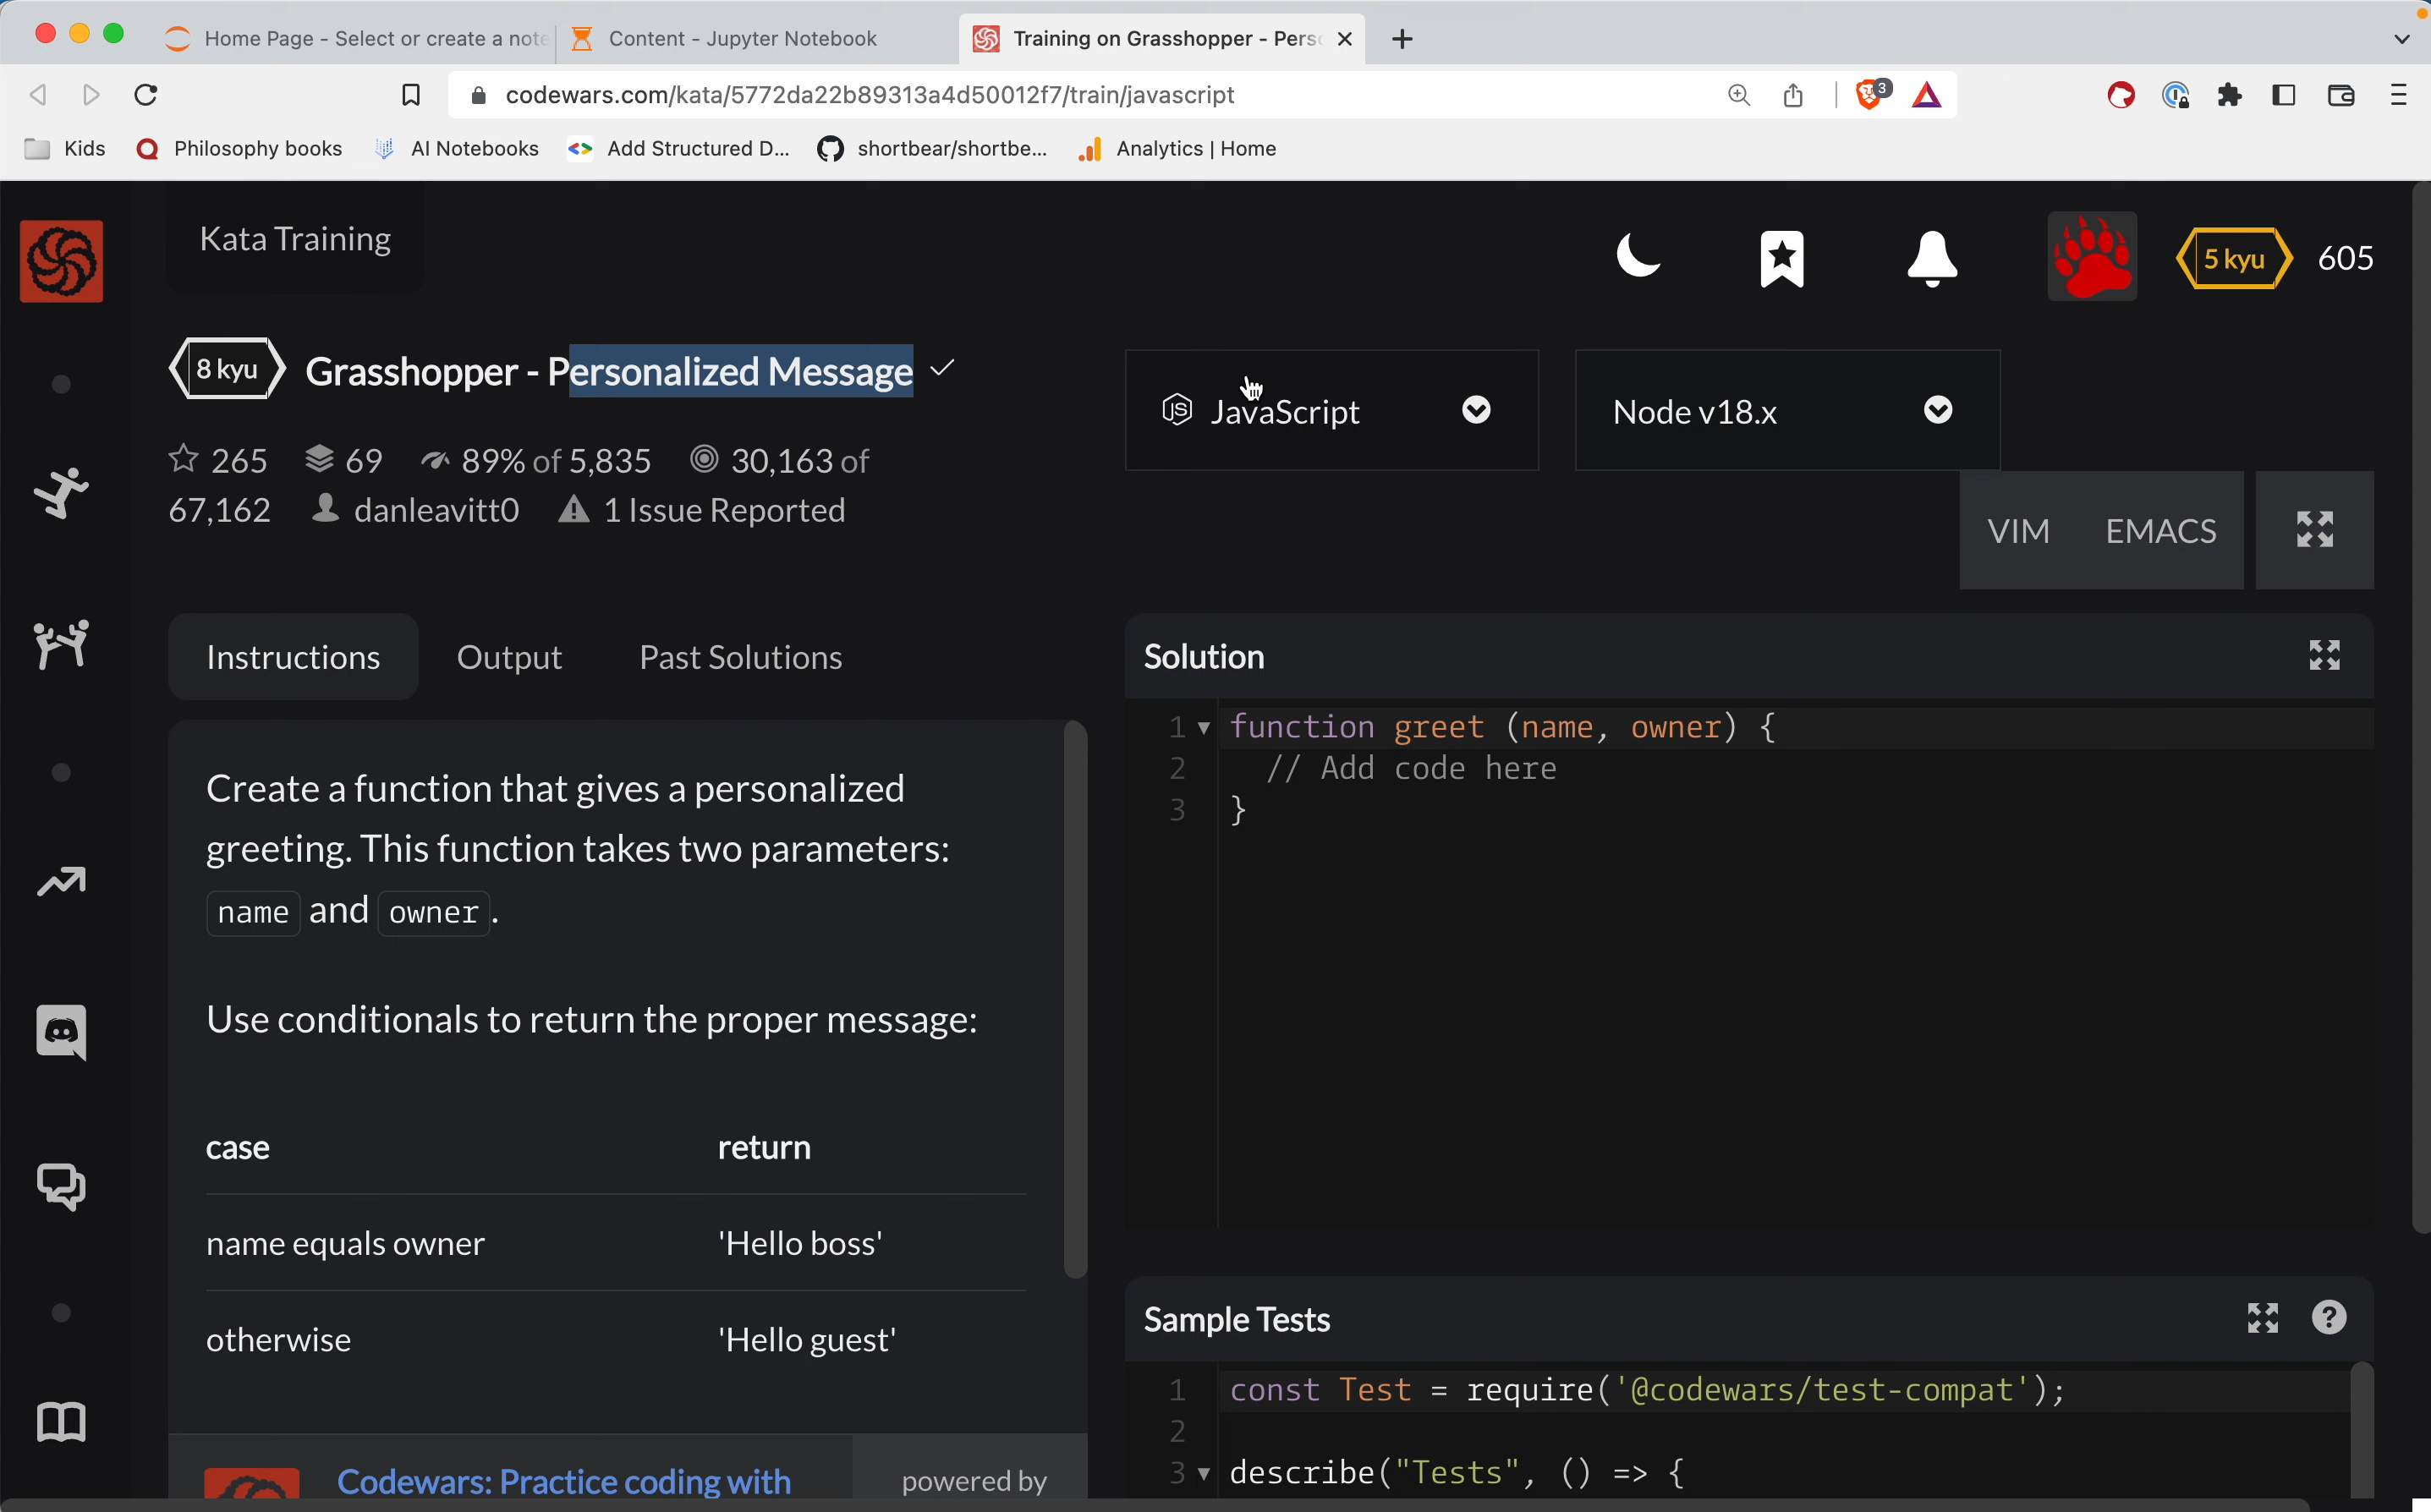 Home Page - Select or create a note
Content - Jupyter Notebook
Training on Grasshopper - Perso
codewars.com/kata/5772da22b89313a4d50012f7/train/javascript
3
Kids
Philosophy books
AI Notebooks
Add Structured D...
shortbear/shortbe...
Analytics | Home
Kata Training
5 kyu
605
8 kyu
Grasshopper - Personalized Message
265
69
89% of 5,835
30,163 of
67,162
danleavitt0
1 Issue Reported
JS
JavaScript
Node v18.x
VIM
EMACS
Instructions
Output
Past Solutions
Create a function that gives a personalized
greeting. This function takes two parameters:
name and owner.
Use conditionals to return the proper message:
case return
name equals owner 'Hello boss'
otherwise 'Hello guest'
Codewars: Practice coding with
powered by
Solution
1 function greet (name, owner) {
2 // Add code here
3 }
Sample Tests
?
1 const Test = require('@codewars/test-compat');
2
3 describe("Tests", () => {